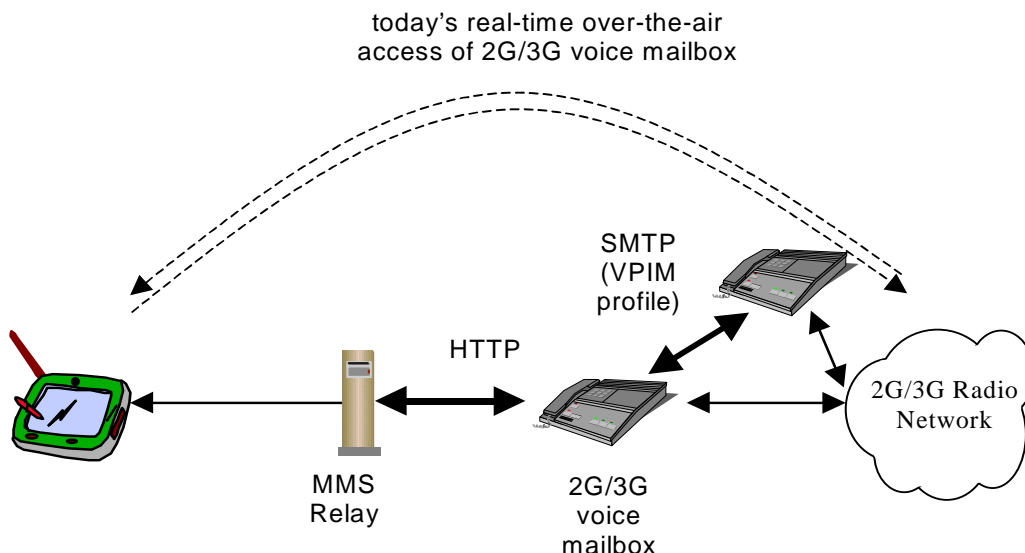 today's real-time over-the-air
access of 2G/3G voice mailbox
SMTP
(VPIM
profile)
HTTP
2G/3G Radio
Network
MMS
Relay
2G/3G
voice
mailbox